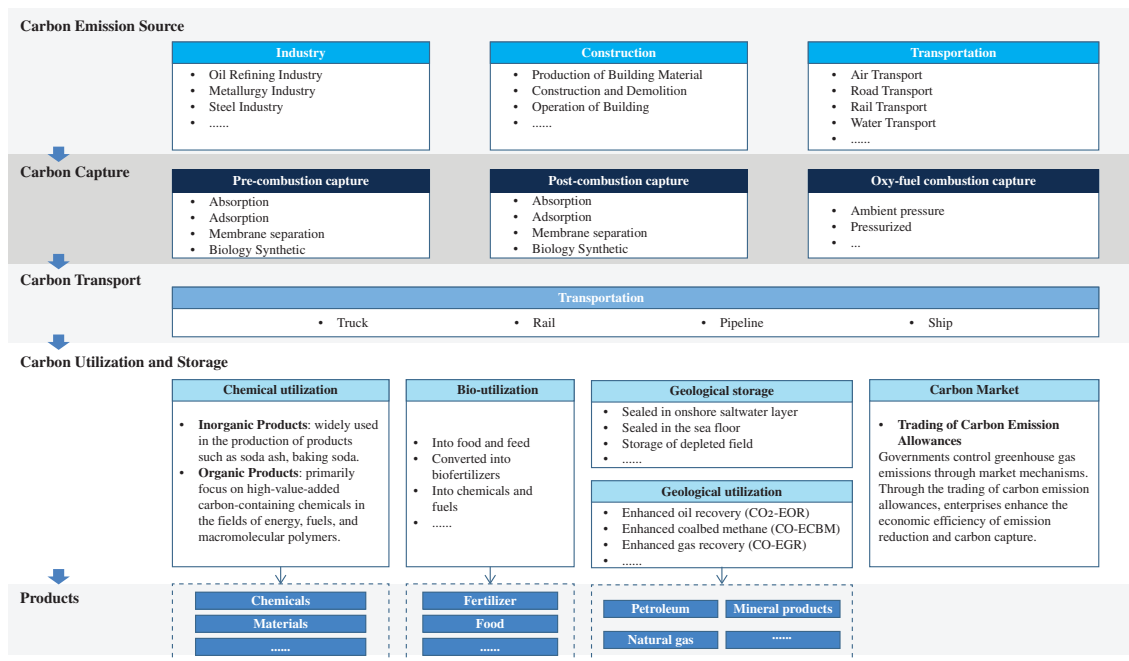 Carbon Emission Source
Industry
• Oil Refining Industry
• Metallurgy Industry
• Steel Industry
• ......
Construction
• Production of Building Material
• Construction and Demolition
• Operation of Building
• ......
Transportation
• Air Transport
• Road Transport
• Rail Transport
• Water Transport
• ......
Carbon Capture
Pre-combustion capture
• Absorption
• Adsorption
• Membrane separation
• Biology Synthetic
Post-combustion capture
• Absorption
• Adsorption
• Membrane separation
• Biology Synthetic
Oxy-fuel combustion capture
• Ambient pressure
• Pressurized
• ...
Carbon Transport
Transportation
• Truck • Rail • Pipeline • Ship
Carbon Utilization and Storage
Chemical utilization
• Inorganic Products: widely used
in the production of products
such as soda ash, baking soda.
• Organic Products: primarily
focus on high-value-added
carbon-containing chemicals in
the fields of energy, fuels, and
macromolecular polymers.
Bio-utilization
• Into food and feed
• Converted into
biofertilizers
• Into chemicals and
fuels
• ......
Geological storage
• Sealed in onshore saltwater layer
• Sealed in the sea floor
• Storage of depleted field
• ......
Geological utilization
• Enhanced oil recovery (CO2-EOR)
• Enhanced coalbed methane (CO-ECBM)
• Enhanced gas recovery (CO-EGR)
• ......
Carbon Market
• Trading of Carbon Emission
Allowances
Governments control greenhouse gas
emissions through market mechanisms.
Through the trading of carbon emission
allowances, enterprises enhance the
economic efficiency of emission
reduction and carbon capture.
Products
Chemicals
Materials
......
Fertilizer
Food
......
Petroleum
Mineral products
Natural gas
......